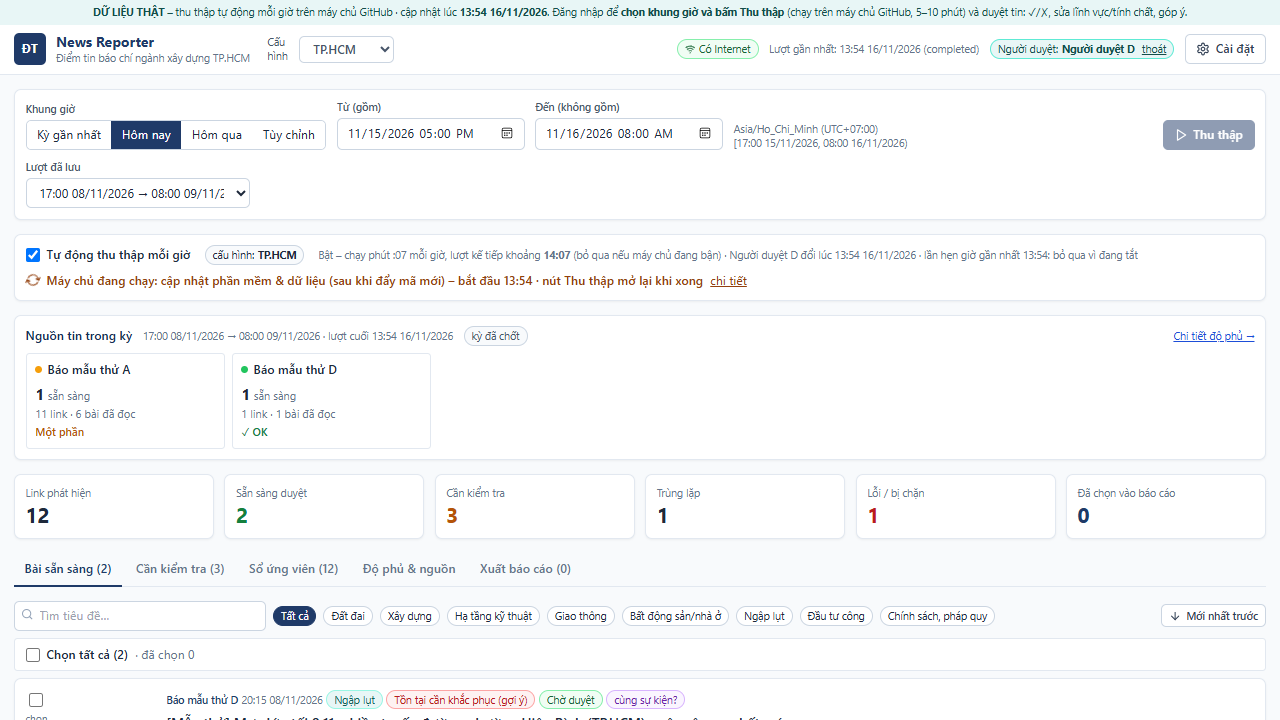 DỮ LIỆU THẬT – thu thập tự động mỗi giờ trên máy chủ GitHub · cập nhật lúc 13:54 16/11/2026. Đăng nhập để chọn khung giờ và bấm Thu thập (chạy trên máy chủ GitHub, 5–10 phút) và duyệt tin: ✓/X, sửa lĩnh vực/tính chất, góp ý.
ĐT
News Reporter
Điểm tin báo chí ngành xây dựng TP.HCM
Cấu hình
TP.HCM
Có Internet
Lượt gần nhất: 13:54 16/11/2026 (completed)
Người duyệt: Người duyệt D thoát
Cài đặt
Khung giờ
Kỳ gần nhất Hôm nay Hôm qua Tùy chỉnh
Từ (gồm)
11/15/2026 05:00 PM
Đến (không gồm)
11/16/2026 08:00 AM
Asia/Ho_Chi_Minh (UTC+07:00)
[17:00 15/11/2026, 08:00 16/11/2026)
Thu thập
Lượt đã lưu
17:00 08/11/2026 → 08:00 09/11/2
Tự động thu thập mỗi giờ cấu hình: TP.HCM Bật – chạy phút :07 mỗi giờ, lượt kế tiếp khoảng 14:07 (bỏ qua nếu máy chủ đang bận) · Người duyệt D đổi lúc 13:54 16/11/2026 · lần hẹn giờ gần nhất 13:54: bỏ qua vì đang tắt
Máy chủ đang chạy: cập nhật phần mềm & dữ liệu (sau khi đẩy mã mới) – bắt đầu 13:54 · nút Thu thập mở lại khi xong chi tiết
Nguồn tin trong kỳ 17:00 08/11/2026 → 08:00 09/11/2026 · lượt cuối 13:54 16/11/2026 kỳ đã chốt
Chi tiết độ phủ →
Báo mẫu thử A
1 sẵn sàng
11 link · 6 bài đã đọc
Một phần
Báo mẫu thử D
1 sẵn sàng
1 link · 1 bài đã đọc
✓ OK
Link phát hiện
12
Sẵn sàng duyệt
2
Cần kiểm tra
3
Trùng lặp
1
Lỗi / bị chặn
1
Đã chọn vào báo cáo
0
Bài sẵn sàng (2) Cần kiểm tra (3) Sổ ứng viên (12) Độ phủ & nguồn Xuất báo cáo (0)
Tìm tiêu đề...
Tất cả Đất đai Xây dựng Hạ tầng kỹ thuật Giao thông Bất động sản/nhà ở Ngập lụt Đầu tư công Chính sách, pháp quy
↓ Mới nhất trước
Chọn tất cả (2) · đã chọn 0
Báo mẫu thử D 20:15 08/11/2026 Ngập lụt Tồn tại cần khắc phục (gợi ý) Chờ duyệt cùng sự kiện?